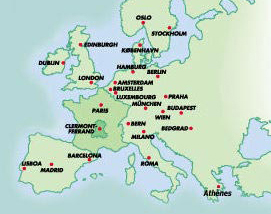 OSLO
STOCKHOLM
EDINBURGH
KØBENHAVN
DUBLIN
HAMBURG
BERLIN
LONDON
AMSTERDAM
BRUXELLES
LUXEMBOURG
PRAHA
PARIS
MÜNCHEN
BUDAPEST
WIEN
CLERMONT-
FERRAND
BERN
BEOGRAD
MILANO
BARCELONA
ROMA
LISBOA
MADRID
Athènes